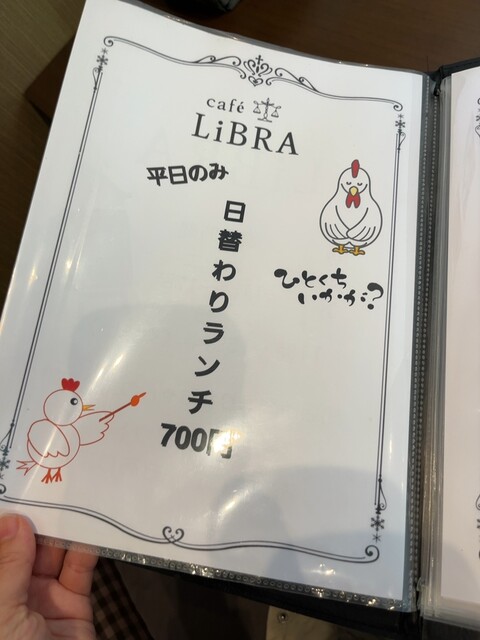 café
LiBRA
平日のみ
日替わりランチ
700円
ひとくち
いかが?